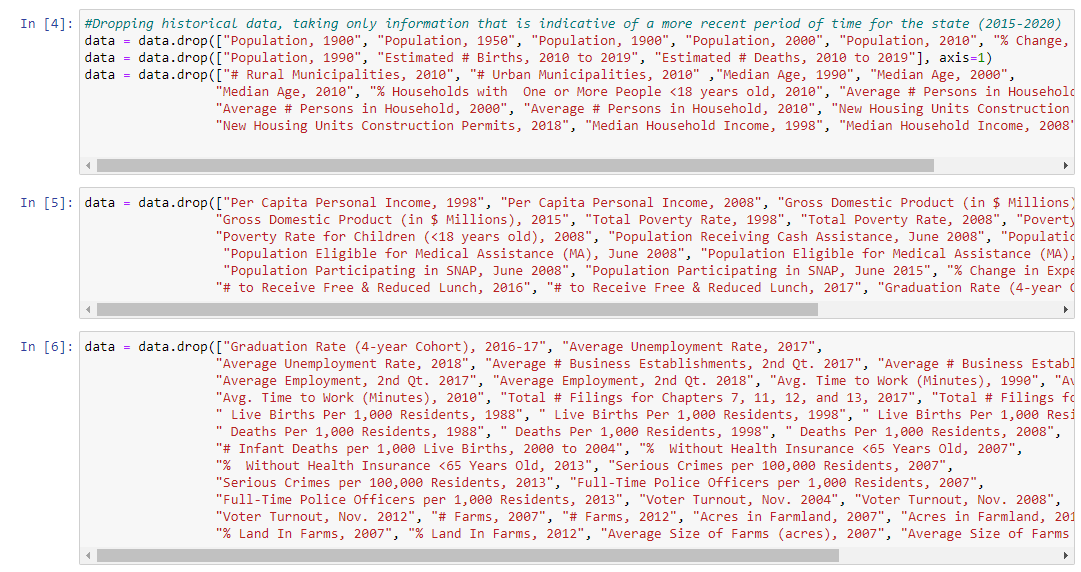 In [4]: #Dropping historical data, taking only information that is indicative of a more recent period of time for the state (2015-2020)
data = data.drop(["Population, 1900", "Population, 1950", "Population, 1900", "Population, 2000", "Population, 2010", "% Change,
data = data.drop(["Population, 1990", "Estimated # Births, 2010 to 2019", "Estimated # Deaths, 2010 to 2019"], axis=1)
data = data.drop(["# Rural Municipalities, 2010", "# Urban Municipalities, 2010" ,"Median Age, 1990", "Median Age, 2000",
"Median Age, 2010", "% Households with  One or More People <18 years old, 2010", "Average # Persons in Household
"Average # Persons in Household, 2000", "Average # Persons in Household, 2010", "New Housing Units Construction
"New Housing Units Construction Permits, 2018", "Median Household Income, 1998", "Median Household Income, 2008"
In [5]: data = data.drop(["Per Capita Personal Income, 1998", "Per Capita Personal Income, 2008", "Gross Domestic Product (in $ Millions)
"Gross Domestic Product (in $ Millions), 2015", "Total Poverty Rate, 1998", "Total Poverty Rate, 2008", "Poverty
"Poverty Rate for Children (<18 years old), 2008", "Population Receiving Cash Assistance, June 2008", "Populatio
"Population Eligible for Medical Assistance (MA), June 2008", "Population Eligible for Medical Assistance (MA),
"Population Participating in SNAP, June 2008", "Population Participating in SNAP, June 2015", "% Change in Expe
"# to Receive Free & Reduced Lunch, 2016", "# to Receive Free & Reduced Lunch, 2017", "Graduation Rate (4-year C
In [6]: data = data.drop(["Graduation Rate (4-year Cohort), 2016-17", "Average Unemployment Rate, 2017",
"Average Unemployment Rate, 2018", "Average # Business Establishments, 2nd Qt. 2017", "Average # Business Establ
"Average Employment, 2nd Qt. 2017", "Average Employment, 2nd Qt. 2018", "Avg. Time to Work (Minutes), 1990", "Av
"Avg. Time to Work (Minutes), 2010", "Total # Filings for Chapters 7, 11, 12, and 13, 2017", "Total # Filings fo
" Live Births Per 1,000 Residents, 1988", " Live Births Per 1,000 Residents, 1998", " Live Births Per 1,000 Resi
" Deaths Per 1,000 Residents, 1988", " Deaths Per 1,000 Residents, 1998", " Deaths Per 1,000 Residents, 2008",
"# Infant Deaths per 1,000 Live Births, 2000 to 2004", "%  Without Health Insurance <65 Years Old, 2007",
"%  Without Health Insurance <65 Years Old, 2013", "Serious Crimes per 100,000 Residents, 2007",
"Serious Crimes per 100,000 Residents, 2013", "Full-Time Police Officers per 1,000 Residents, 2007",
"Full-Time Police Officers per 1,000 Residents, 2013", "Voter Turnout, Nov. 2004", "Voter Turnout, Nov. 2008",
"Voter Turnout, Nov. 2012", "# Farms, 2007", "# Farms, 2012", "Acres in Farmland, 2007", "Acres in Farmland, 201
"% Land In Farms, 2007", "% Land In Farms, 2012", "Average Size of Farms (acres), 2007", "Average Size of Farms